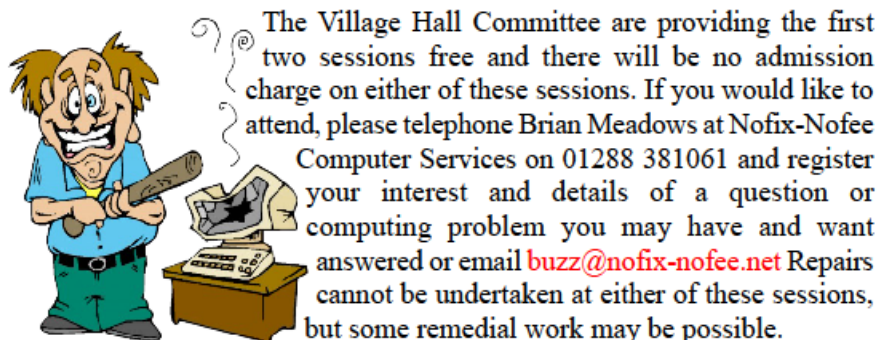 The Village Hall Committee are providing the first
two sessions free and there will be no admission
charge on either of these sessions. If you would like to
attend, please telephone Brian Meadows at Nofix-Nofee
Computer Services on 01288 381061 and register
your interest and details of a question or
computing problem you may have and want
answered or email buzz@nofix-nofee.net Repairs
cannot be undertaken at either of these sessions,
but some remedial work may be possible.